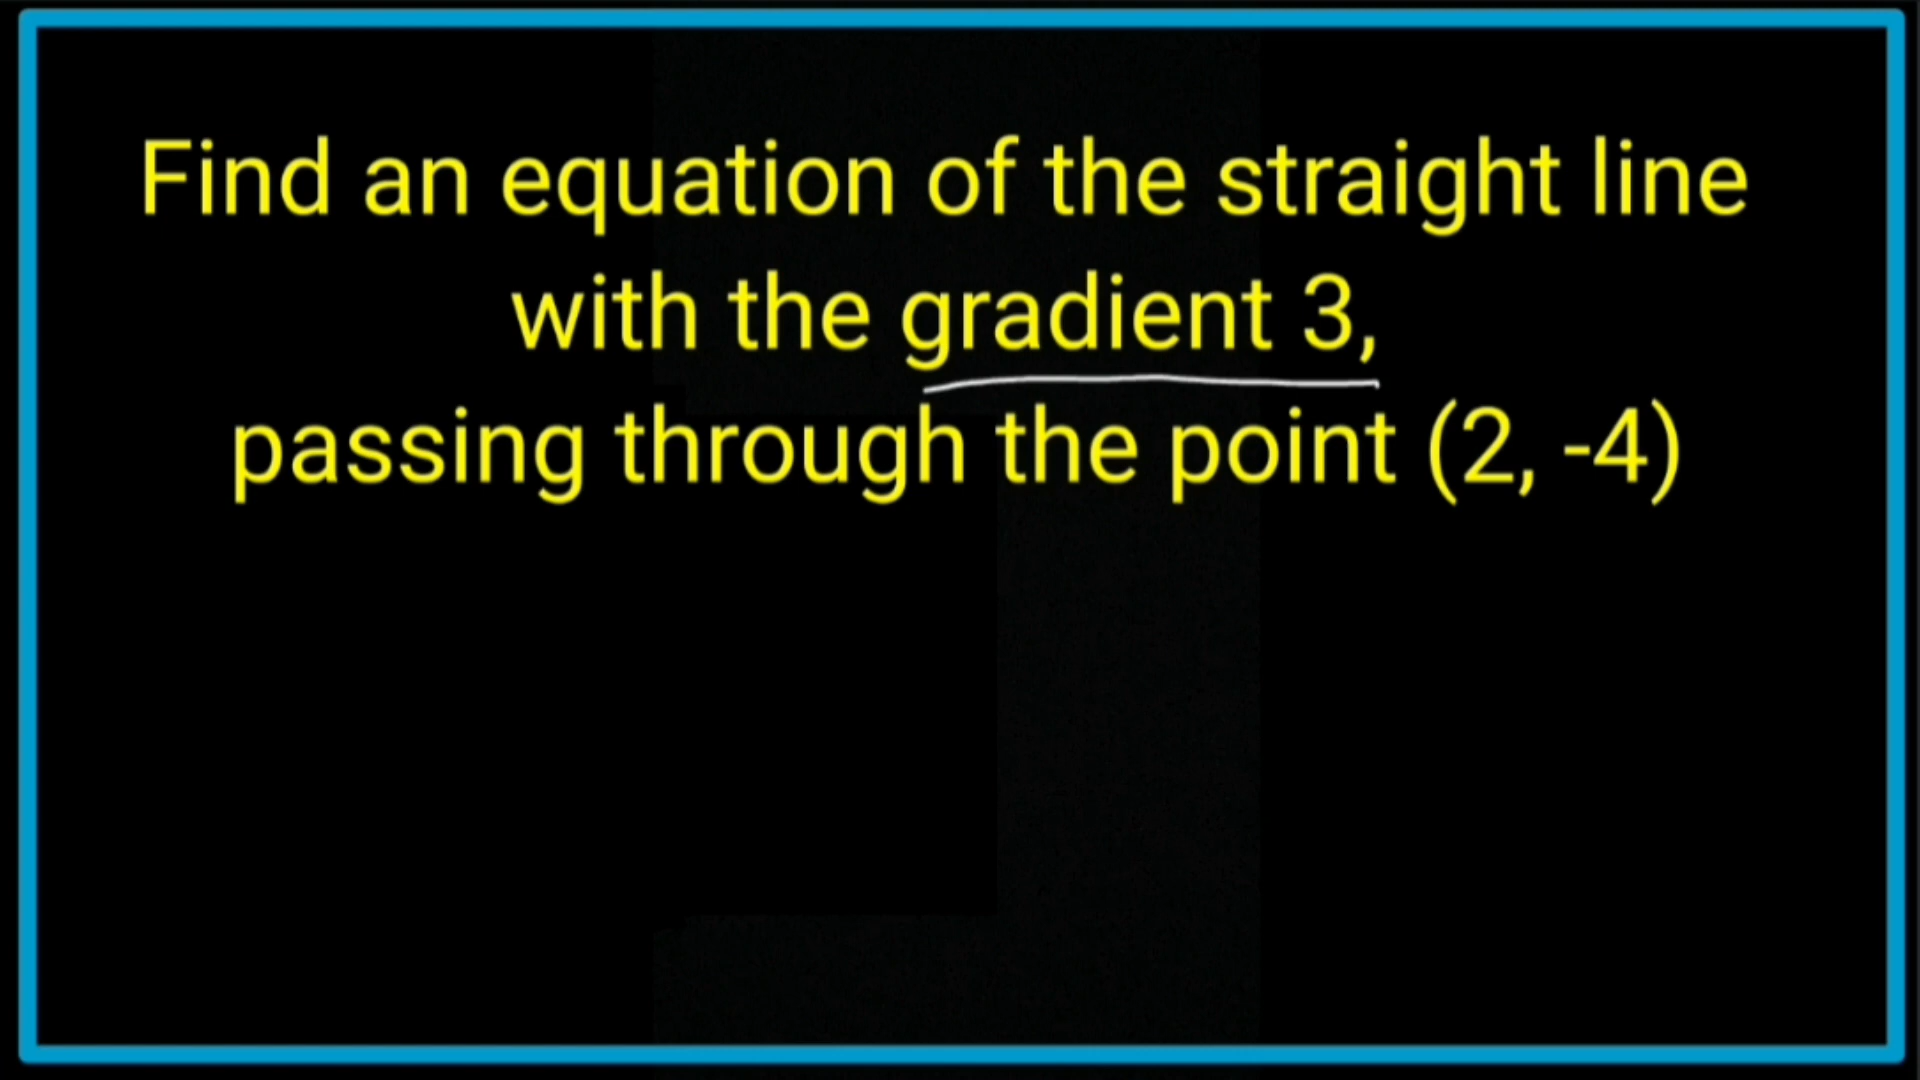 Find an equation of the straight line
with the gradient 3,
passing through the point (2, -4)